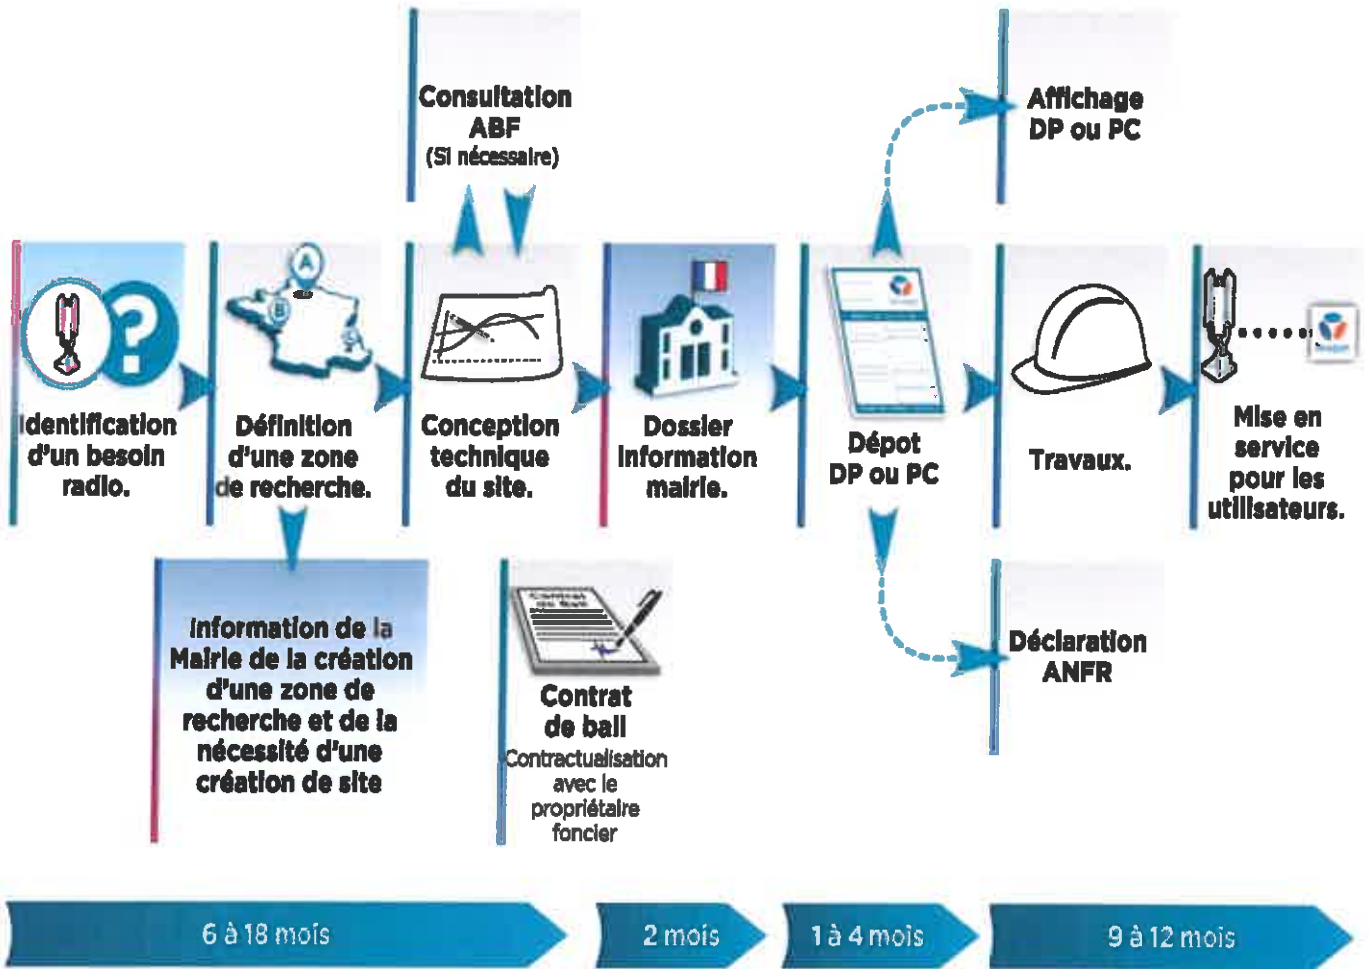 Consultation
ABF
(Si nécessaire)
Affichage
DP ou PC
A
B
Identification
d'un besoin
radio.
Définition
d'une zone
de recherche.
Conception
technique
du site.
Dossier
information
mairie.
Dépot
DP ou PC
Travaux.
Mise en
service
pour les
utilisateurs.
Information de la
Mairie de la création
d'une zone de
recherche et de la
nécessité d'une
création de site
Contrat
de Bail
Contrat
de bail
Contractualisation
avec le
propriétaire
foncier
Déclaration
ANFR
6 à 18 mois
2 mois
1 à 4 mois
9 à 12 mois